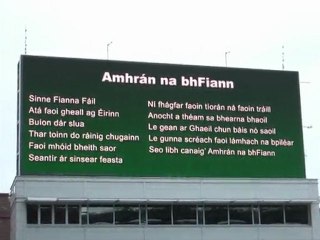 Amhrán na bhFiann
Sinne Fianna Fáil
Atá faoi gheall ag Éirinn
Buíon dár slua
Thar toinn do ráinig chugainn
Faoi mhóid bheith saor
Seantír ár sinsear feasta
Ní fhágfar faoin tíorán ná faoin tráill
Anocht a théam sa bhearna bhaoil
Le gean ar Ghaeil chun báis nó saoil
Le gunna scréach faoi lámhach na bpiléar
Seo libh canaig' Amhrán na bhFiann